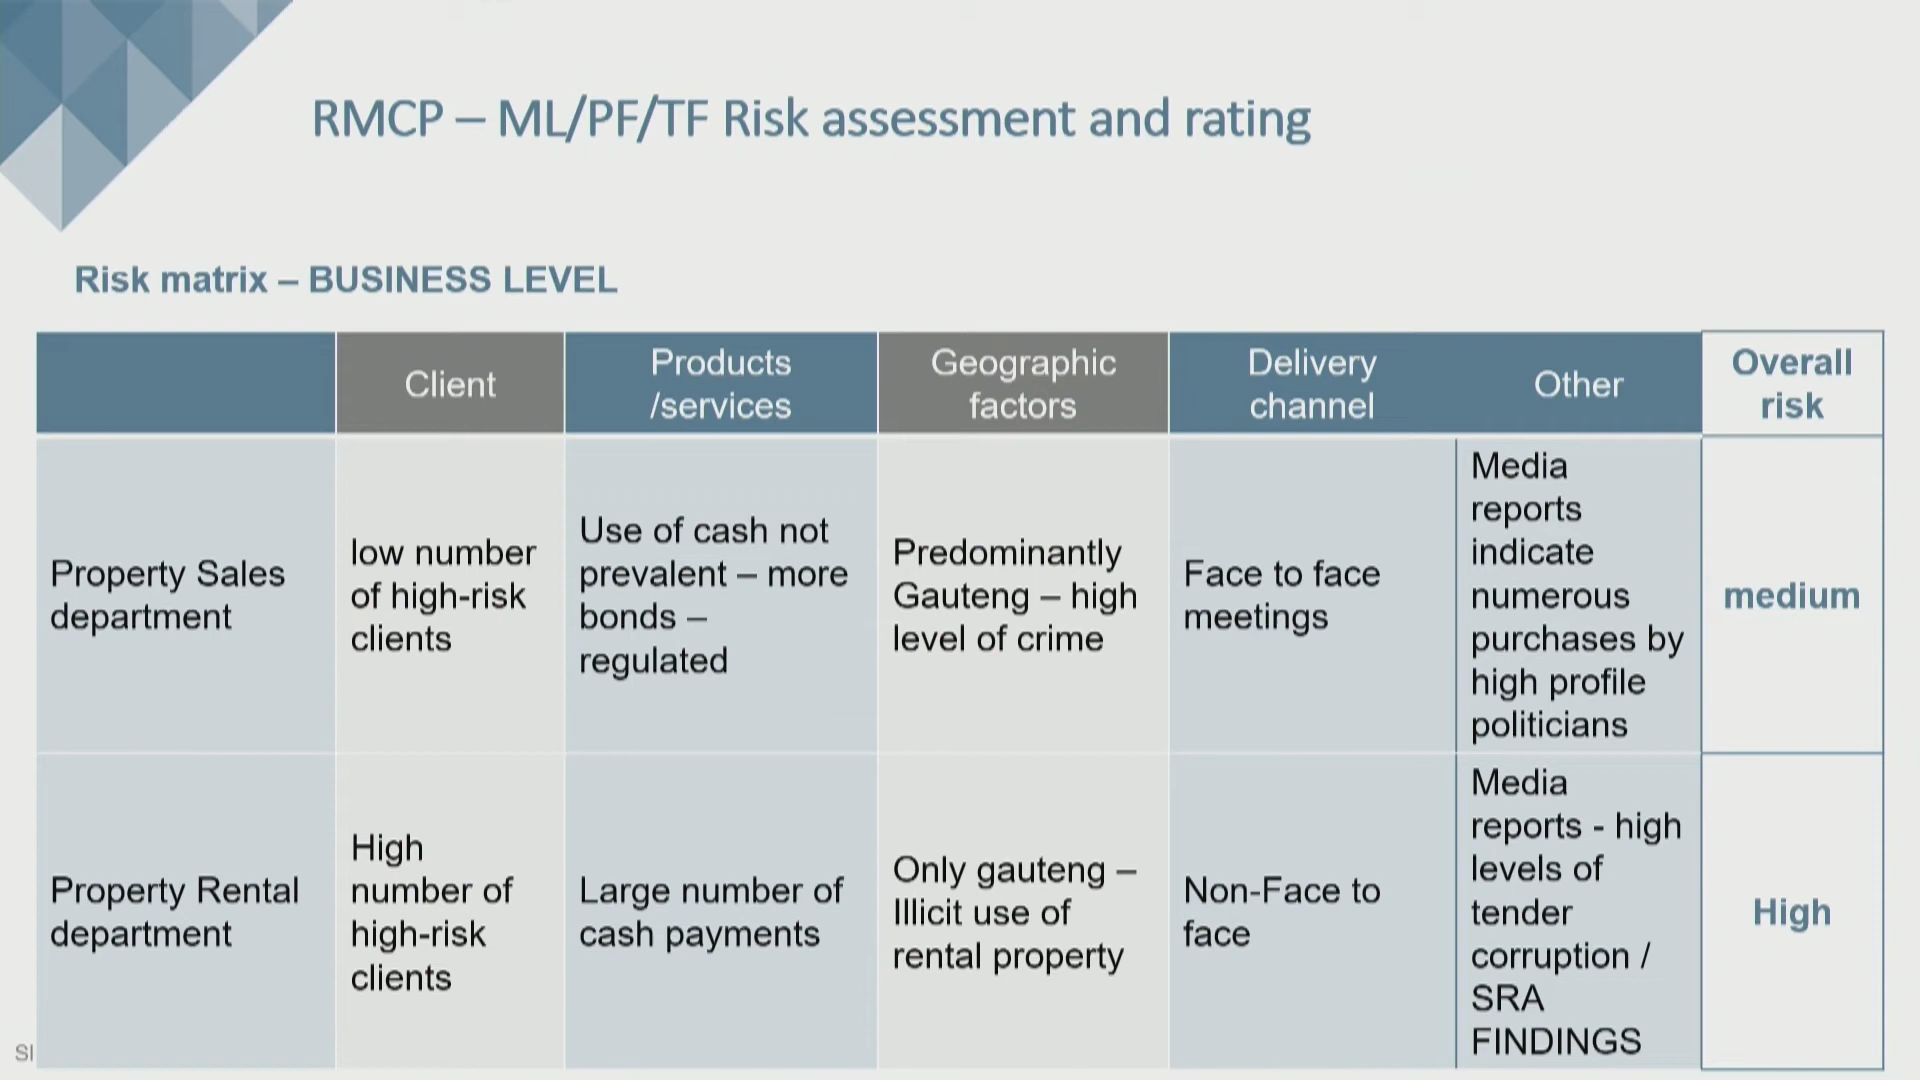 RMCP – ML/PF/TF Risk assessment and rating
Risk matrix – BUSINESS LEVEL
Client
Products
/services
Geographic
factors
Delivery
channel
Other
Overall
risk
Property Sales
department
low number
of high-risk
clients
Use of cash not
prevalent – more
bonds –
regulated
Predominantly
Gauteng – high
level of crime
Face to face
meetings
Media
reports
indicate
numerous
purchases by
high profile
politicians
medium
Property Rental
department
High
number of
high-risk
clients
Large number of
cash payments
Only gauteng –
Illicit use of
rental property
Non-Face to
face
Media
reports - high
levels of
tender
corruption /
SRA
FINDINGS
High